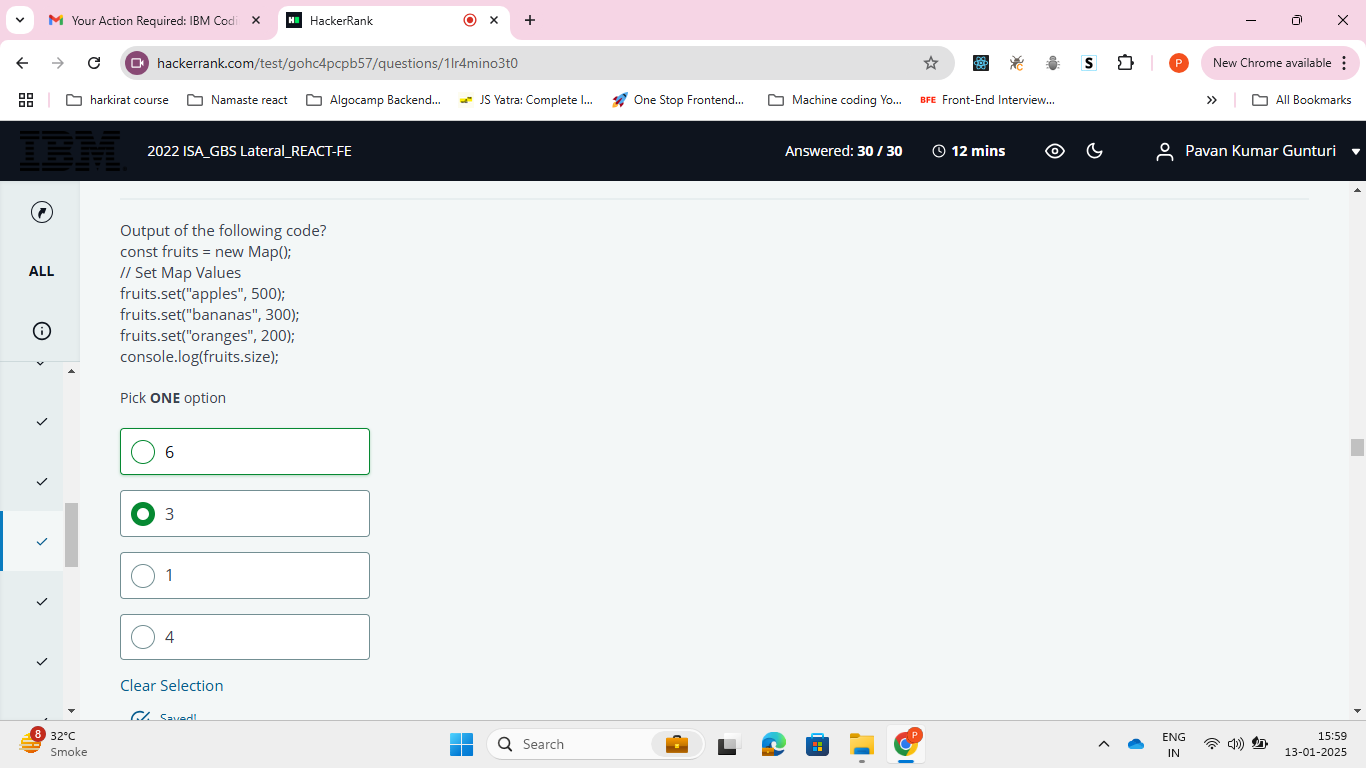 Your Action Required: IBM Codi
HackerRank
hackerrank.com/test/gohc4pcpb57/questions/1lr4mino3t0
S
P
New Chrome available
harkirat course
Namaste react
Algocamp Backend...
JS Yatra: Complete I...
One Stop Frontend...
Machine coding Yo...
BFE Front-End Interview...
All Bookmarks
IBM
2022 ISA_GBS Lateral_REACT-FE
Answered: 30 / 30
12 mins
Pavan Kumar Gunturi
ALL
Output of the following code?
const fruits = new Map();
// Set Map Values
fruits.set("apples", 500);
fruits.set("bananas", 300);
fruits.set("oranges", 200);
console.log(fruits.size);
Pick ONE option
6
3
1
4
Clear Selection
Saved!
8
32°C
Smoke
Search
P
ENG
IN
15:59
13-01-2025